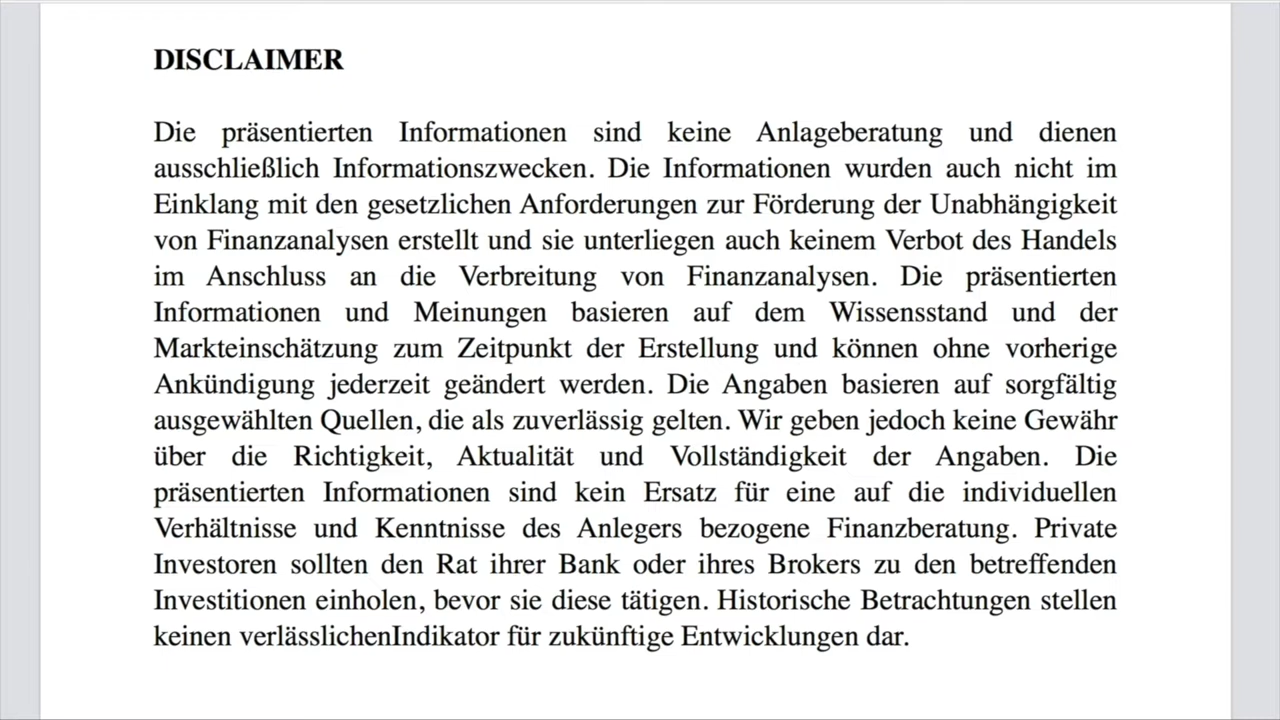 DISCLAIMER
Die präsentierten Informationen sind keine Anlageberatung und dienen
ausschließlich Informationszwecken. Die Informationen wurden auch nicht im
Einklang mit den gesetzlichen Anforderungen zur Förderung der Unabhängigkeit
von Finanzanalysen erstellt und sie unterliegen auch keinem Verbot des Handels
im Anschluss an die Verbreitung von Finanzanalysen. Die präsentierten
Informationen und Meinungen basieren auf dem Wissensstand und der
Markteinschätzung zum Zeitpunkt der Erstellung und können ohne vorherige
Ankündigung jederzeit geändert werden. Die Angaben basieren auf sorgfältig
ausgewählten Quellen, die als zuverlässig gelten. Wir geben jedoch keine Gewähr
über die Richtigkeit, Aktualität und Vollständigkeit der Angaben. Die
präsentierten Informationen sind kein Ersatz für eine auf die individuellen
Verhältnisse und Kenntnisse des Anlegers bezogene Finanzberatung. Private
Investoren sollten den Rat ihrer Bank oder ihres Brokers zu den betreffenden
Investitionen einholen, bevor sie diese tätigen. Historische Betrachtungen stellen
keinen verlässlichenIndikator für zukünftige Entwicklungen dar.